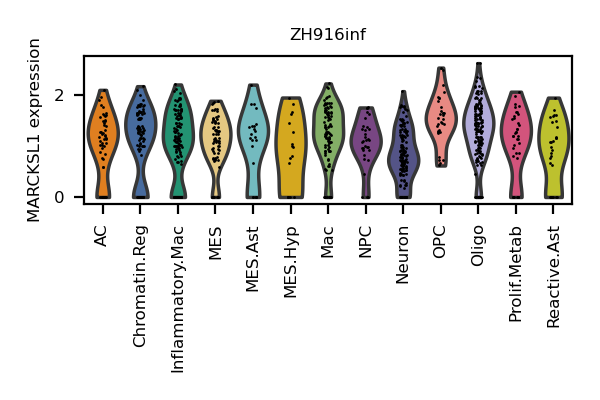 ZH916inf
MARCKSL1 expression
2
0
AC
Chromatin.Reg
Inflammatory.Mac
MES
MES.Ast
MES.Hyp
Mac
NPC
Neuron
OPC
Oligo
Prolif.Metab
Reactive.Ast